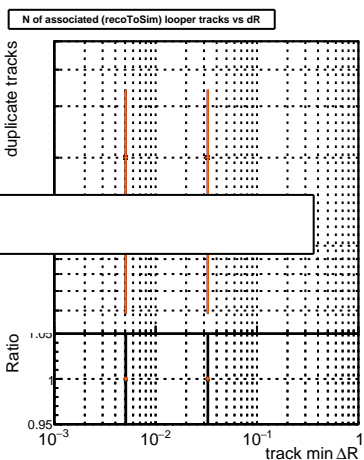 N of associated (recoToSim) looper tracks vs dR
duplicate tracks
Ratio
1.05
1
0.95
10⁻³ 10⁻² 10⁻¹ 1
track min ΔR